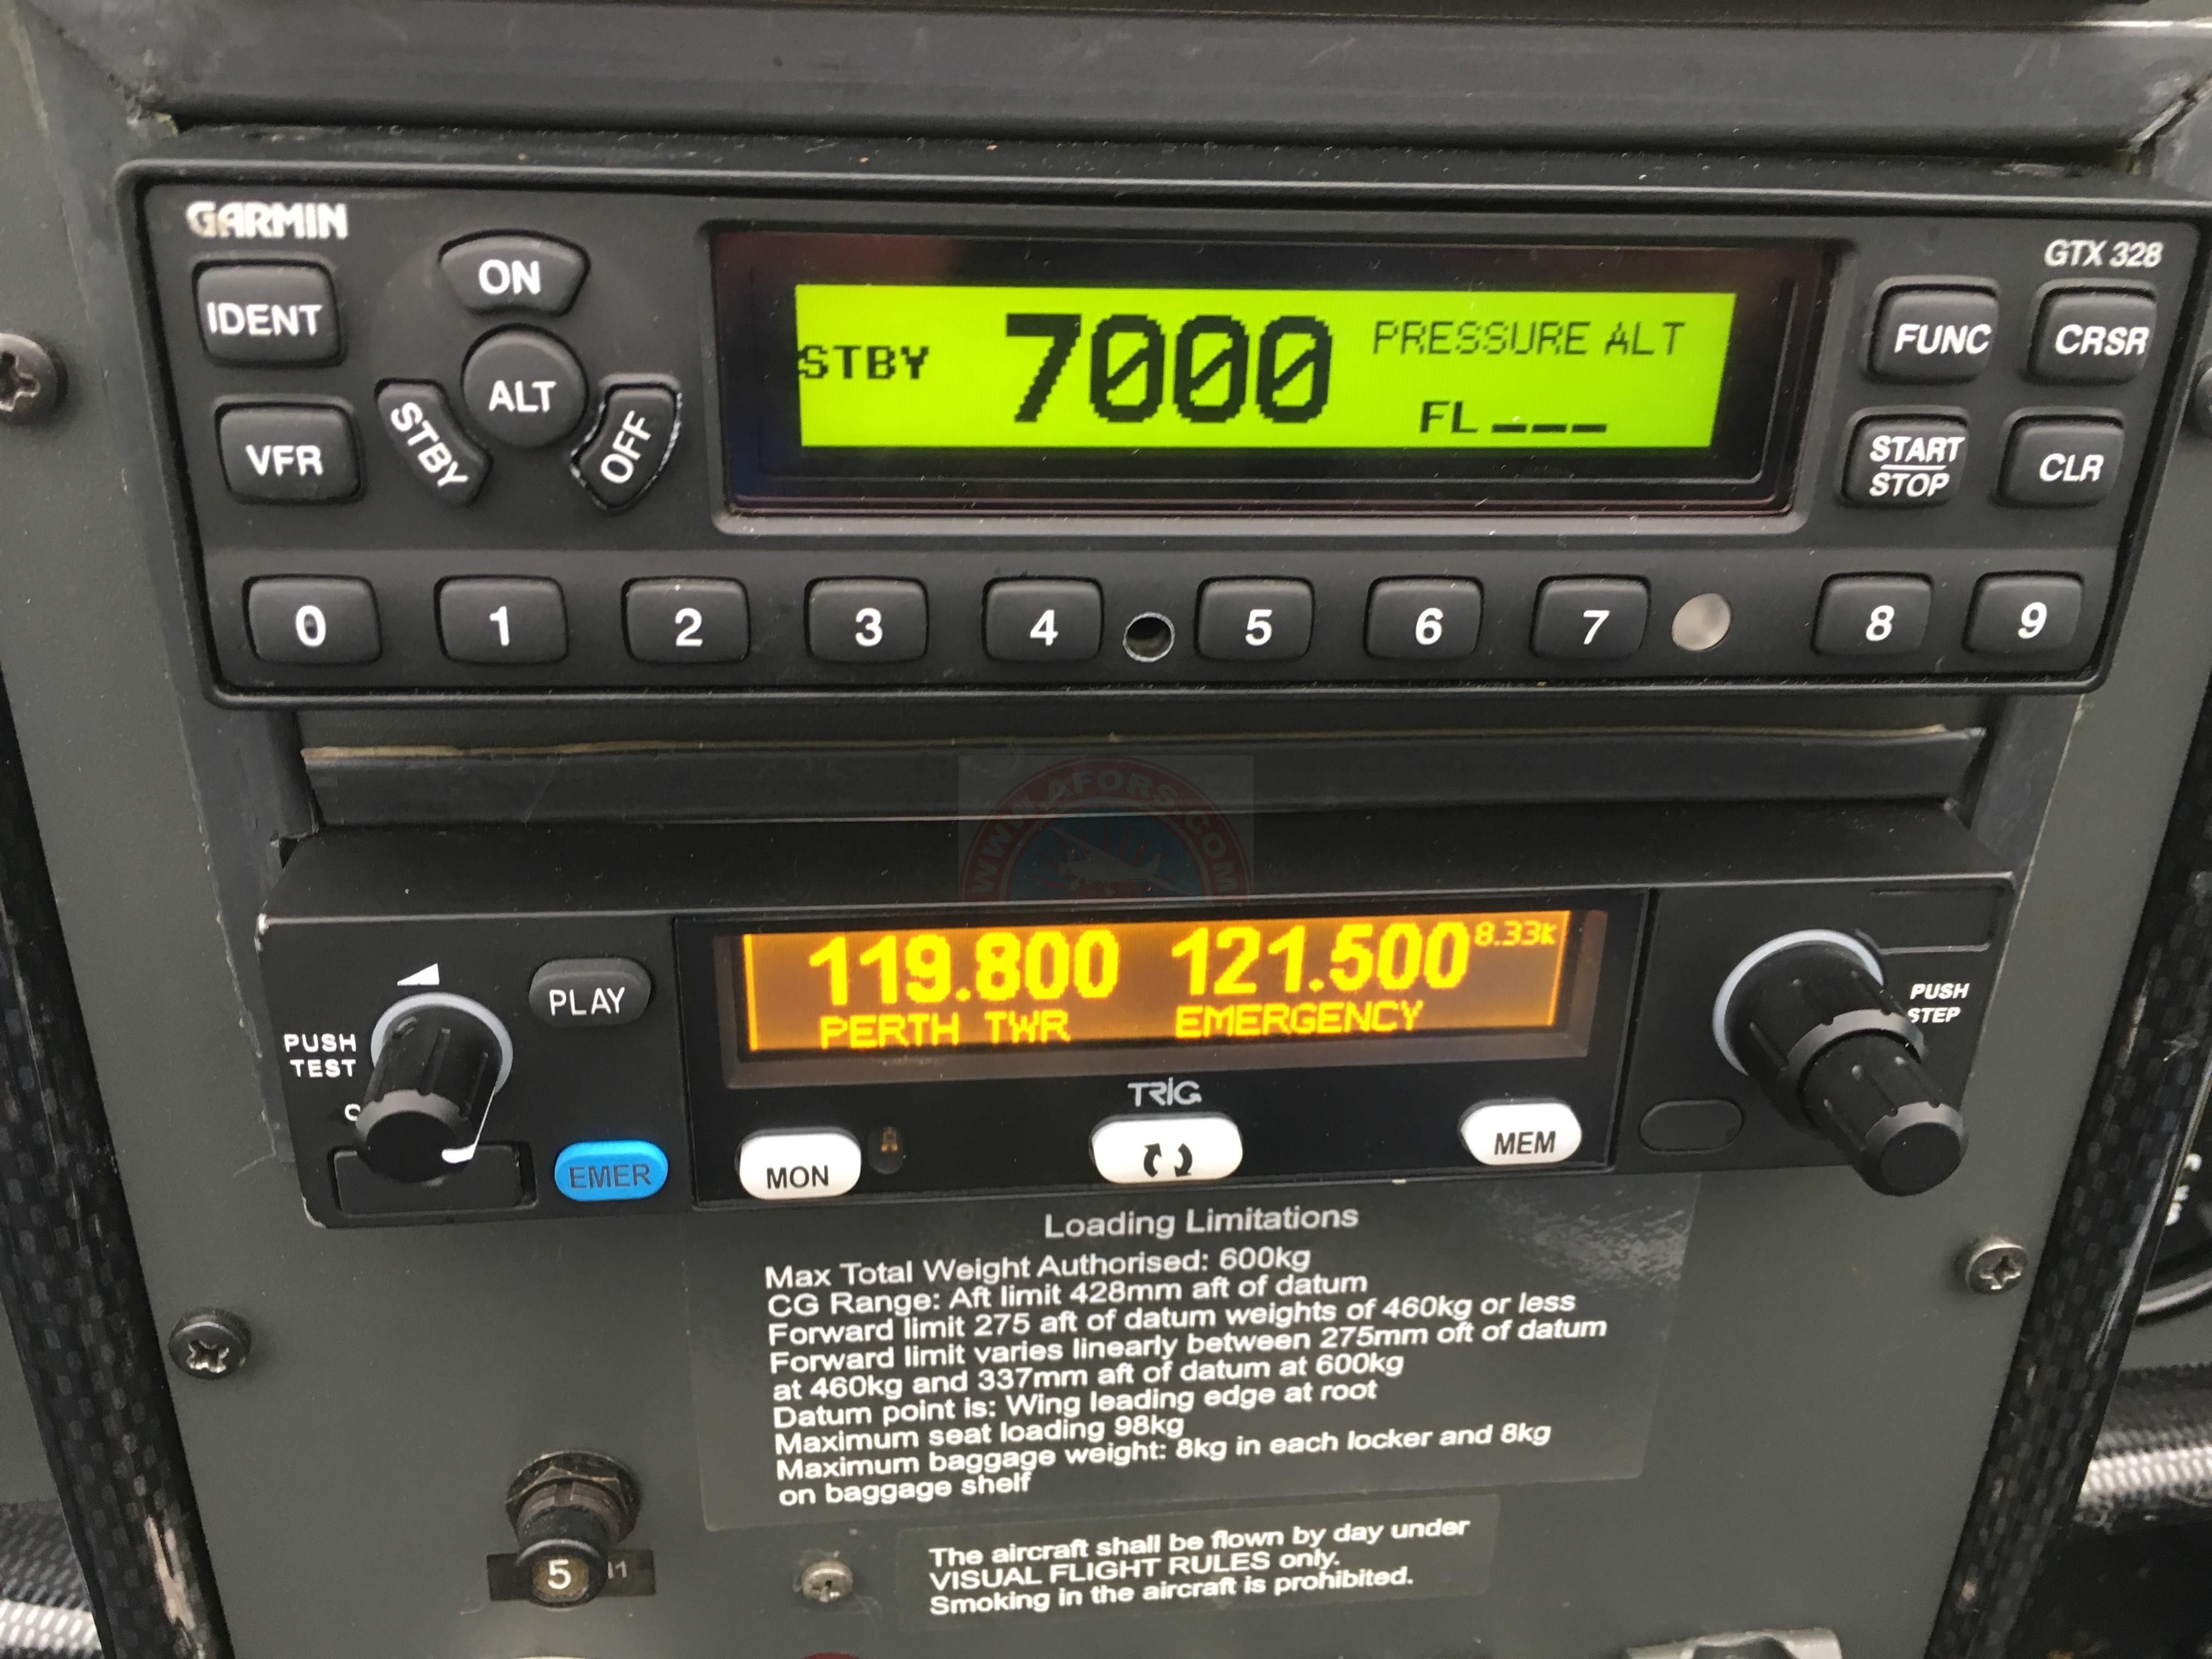 GARMIN
GTX 328
IDENT
ON
ALT
STBY
OFF
VFR
STBY 7000 PRESSURE ALT
FL ___
FUNC
CRSR
START
STOP
CLR
0 1 2 3 4 5 6 7 8 9
WWW.AFORS.COM
PUSH
TEST
PLAY
EMER
119.800 121.500 8.33k
PERTH TWR EMERGENCY
TRIG
MON
MEM
PUSH
STEP
Loading Limitations
Max Total Weight Authorised: 600kg
CG Range: Aft limit 428mm aft of datum
Forward limit 275 aft of datum weights of 460kg or less
Forward limit varies linearly between 275mm oft of datum
at 460kg and 337mm aft of datum at 600kg
Datum point is: Wing leading edge at root
Maximum seat loading 98kg
Maximum baggage weight: 8kg in each locker and 8kg
on baggage shelf
5
The aircraft shall be flown by day under
VISUAL FLIGHT RULES only.
Smoking in the aircraft is prohibited.